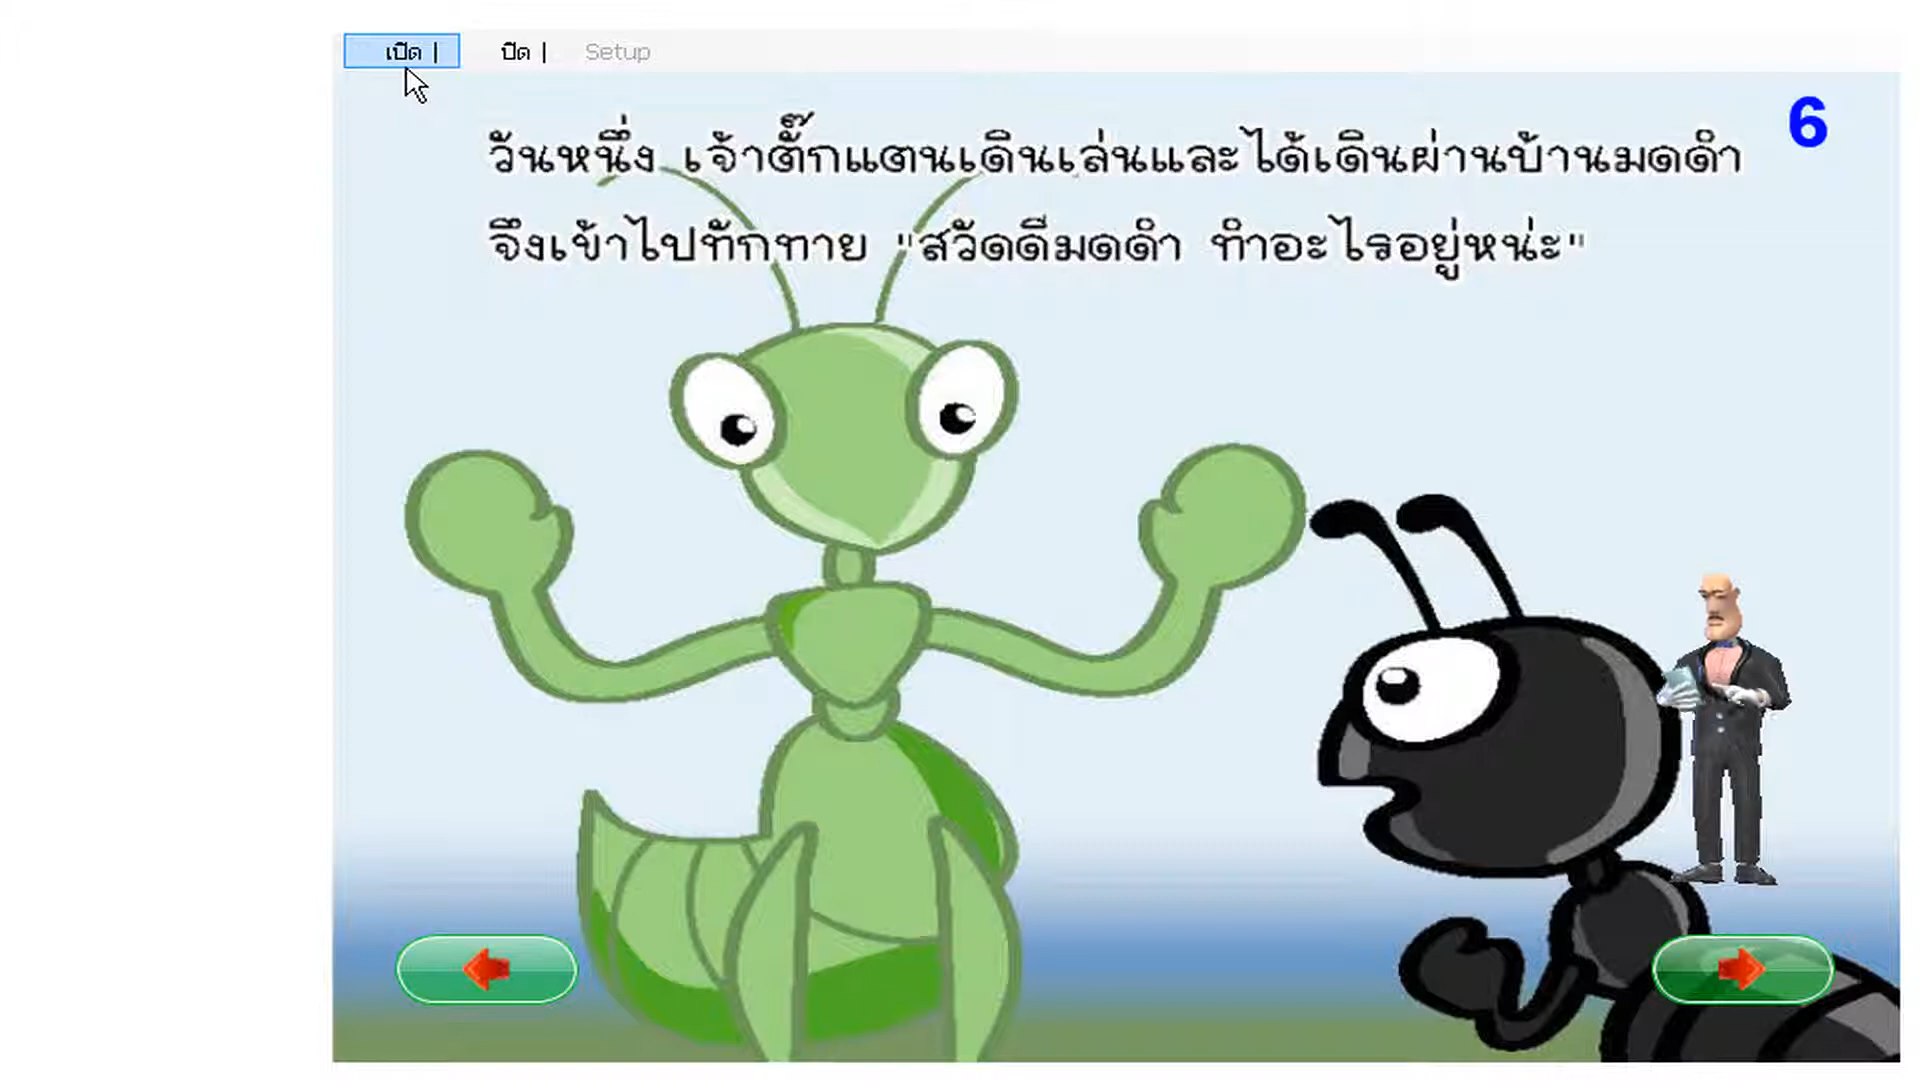 เปิด | ปิด | Setup
6
วันหนึ่ง เจ้าตั๊กแตนเดินเล่นและได้เดินผ่านบ้านมดดำ
จึงเข้าไปทักทาย "สวัดดีมดดำ ทำอะไรอยู่หน่ะ"